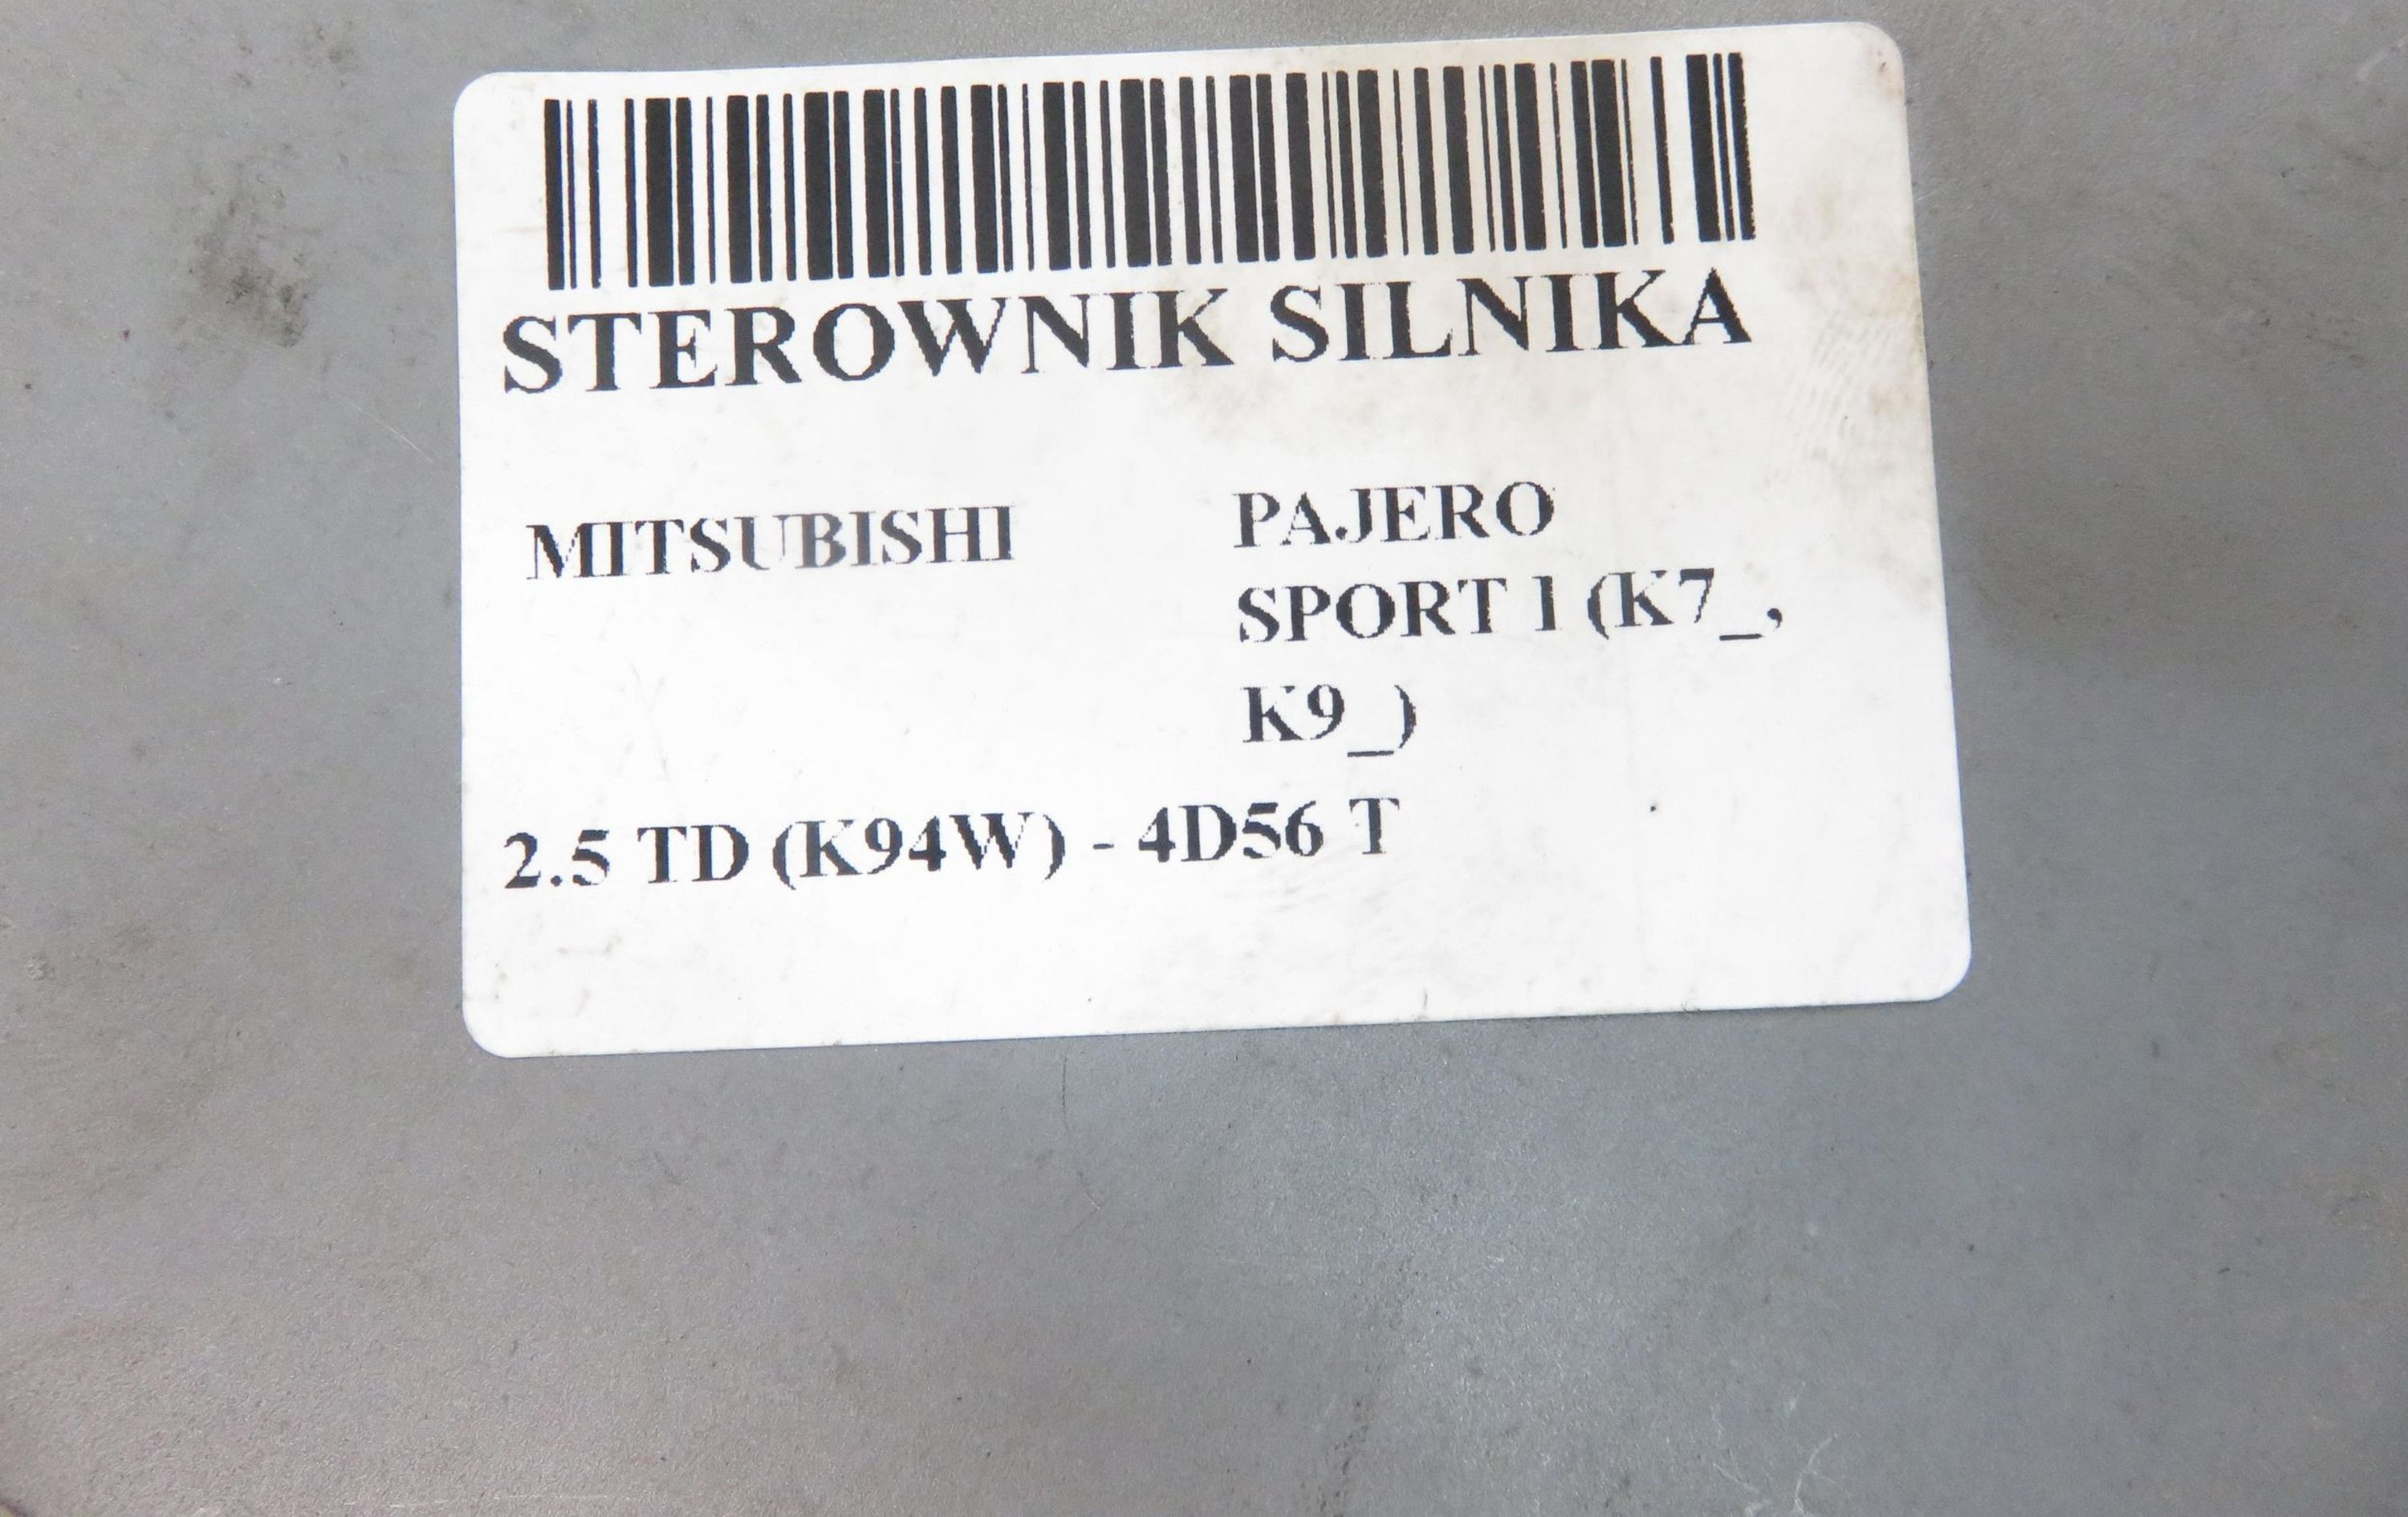 STEROWNIK SILNIKA
MITSUBISHI PAJERO
SPORT I (K7_,
K9_)
2.5 TD (K94W) - 4D56 T